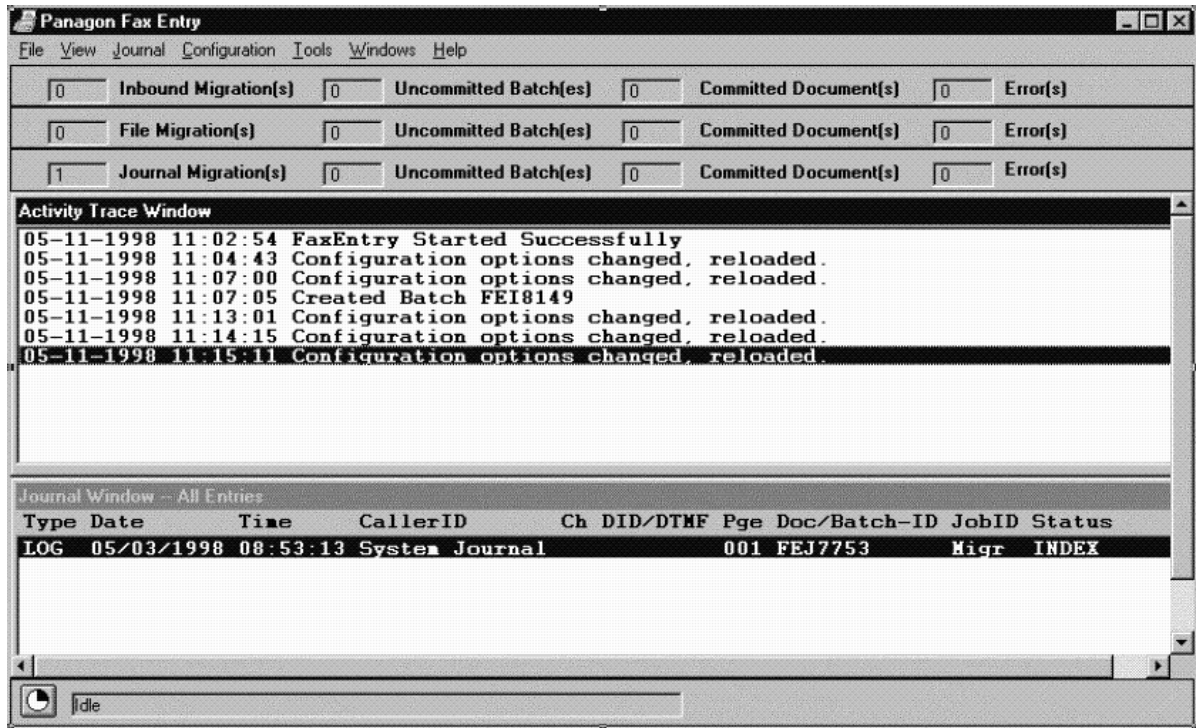 Panagon Fax Entry
File View Journal Configuration Tools Windows Help
0 Inbound Migration(s) 0 Uncommitted Batch(es) 0 Committed Document(s) 0 Error(s)
0 File Migration(s) 0 Uncommitted Batch(es) 0 Committed Document(s) 0 Error(s)
1 Journal Migration(s) 0 Uncommitted Batch(es) 0 Committed Document(s) 0 Error(s)
Activity Trace Window
05-11-1998 11:02:54 FaxEntry Started Successfully
05-11-1998 11:04:43 Configuration options changed, reloaded.
05-11-1998 11:07:00 Configuration options changed, reloaded.
05-11-1998 11:07:05 Created Batch FEI8149
05-11-1998 11:13:01 Configuration options changed, reloaded.
05-11-1998 11:14:15 Configuration options changed, reloaded.
05-11-1998 11:15:11 Configuration options changed, reloaded.
Journal Window -- All Entries
Type Date Time CallerID Ch DID/DTMF Pge Doc/Batch-ID JobID Status
LOG 05/03/1998 08:53:13 System Journal 001 FEJ7753 Migr INDEX
Idle